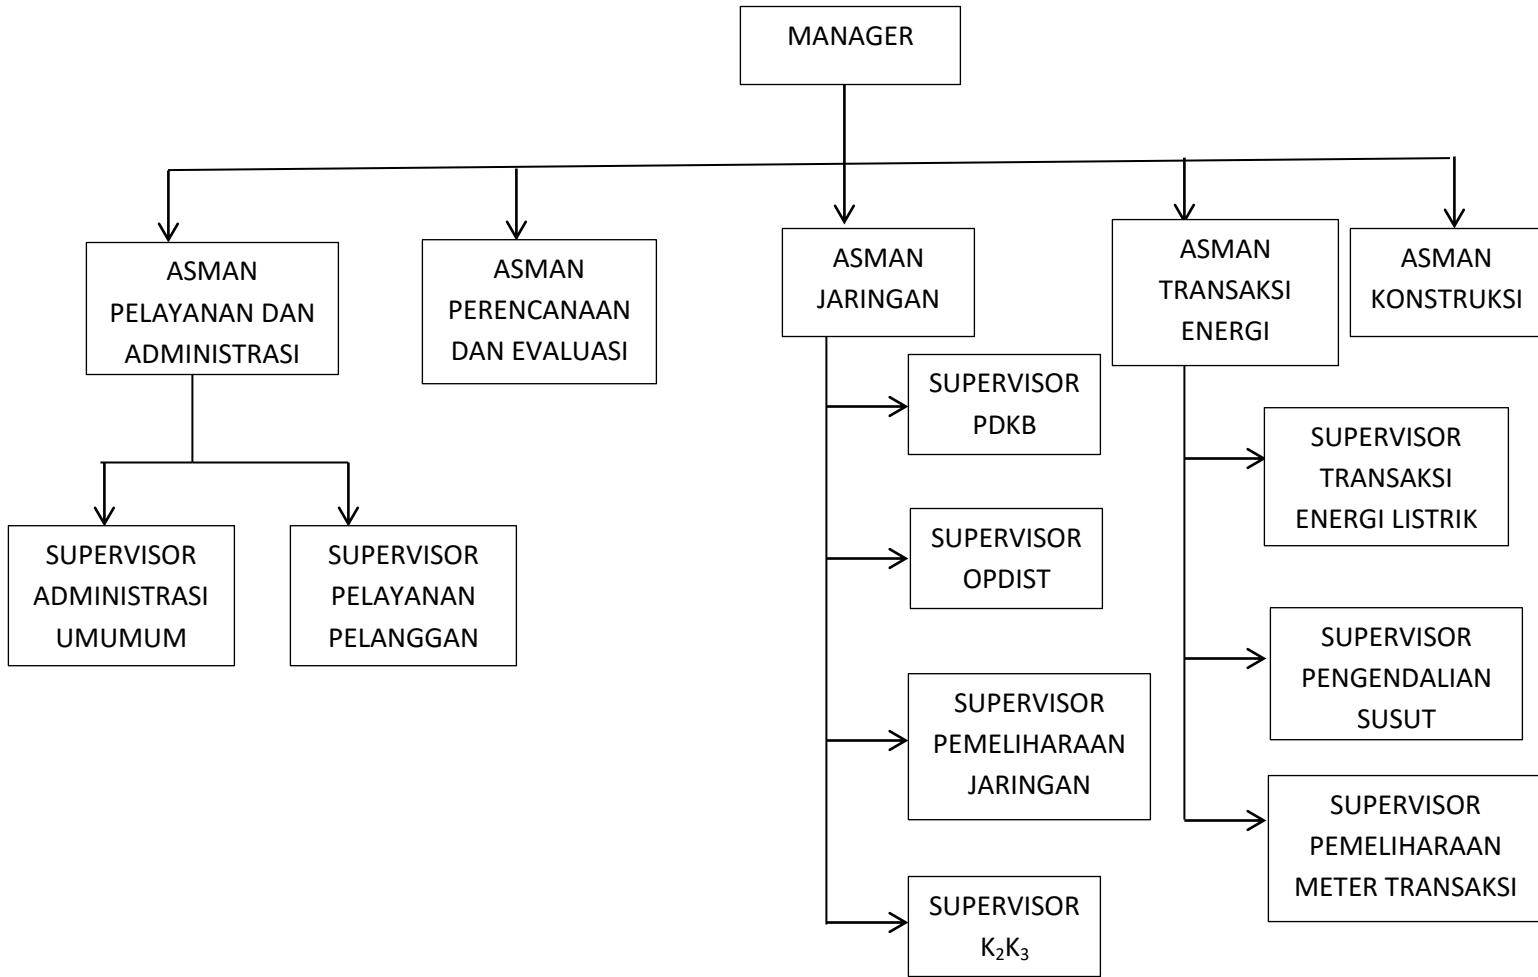 MANAGER
ASMAN
PELAYANAN DAN
ADMINISTRASI
ASMAN
PERENCANAAN
DAN EVALUASI
ASMAN
JARINGAN
ASMAN
TRANSAKSI
ENERGI
ASMAN
KONSTRUKSI
SUPERVISOR
ADMINISTRASI
UMUMUM
SUPERVISOR
PELAYANAN
PELANGGAN
SUPERVISOR
PDKB
SUPERVISOR
OPDIST
SUPERVISOR
PEMELIHARAAN
JARINGAN
SUPERVISOR
K₂K₃
SUPERVISOR
TRANSAKSI
ENERGI LISTRIK
SUPERVISOR
PENGENDALIAN
SUSUT
SUPERVISOR
PEMELIHARAAN
METER TRANSAKSI